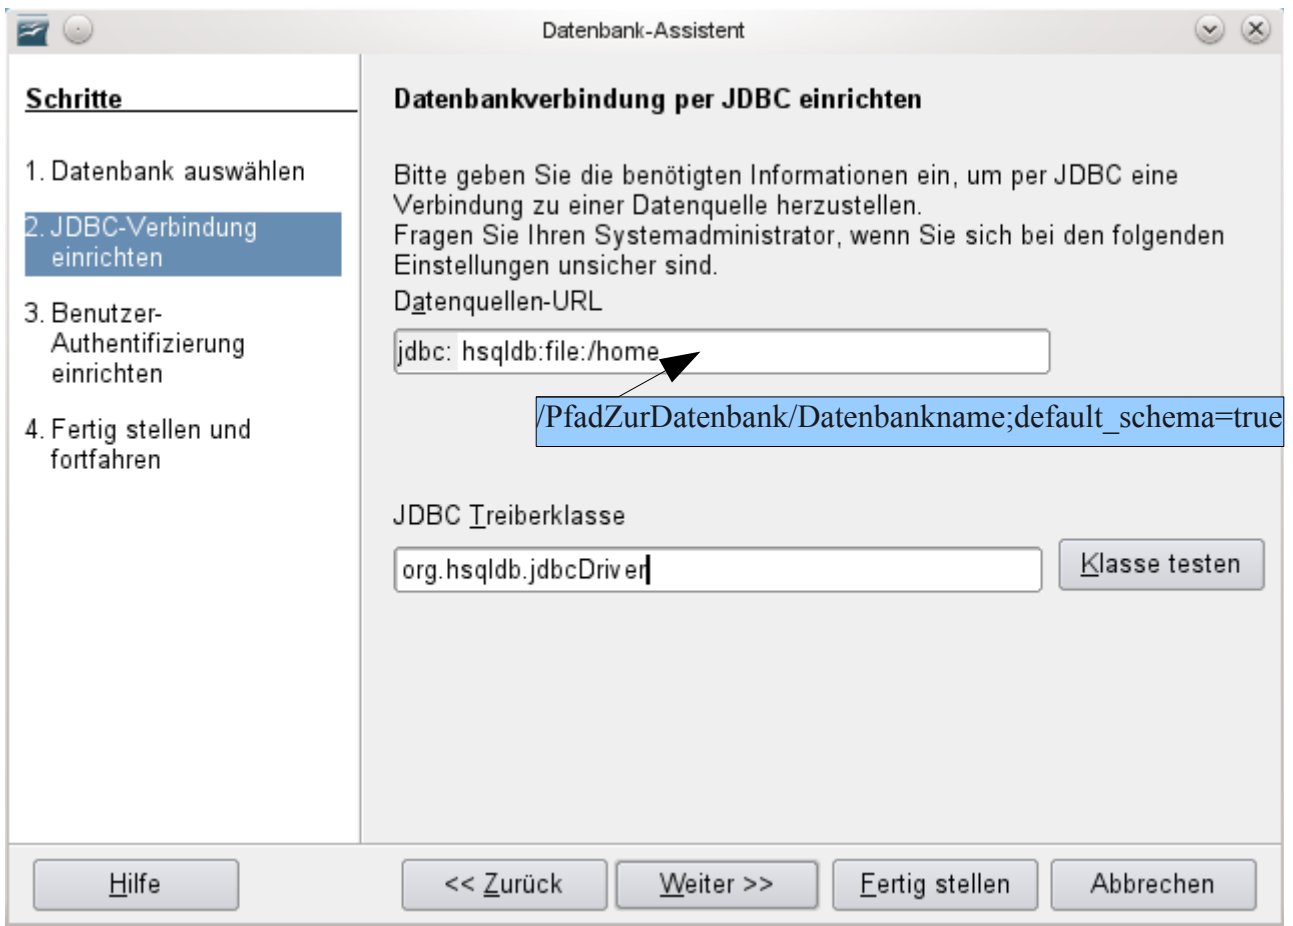 Datenbank-Assistent
Schritte
1. Datenbank auswählen
2. JDBC-Verbindung
einrichten
3. Benutzer-
Authentifizierung
einrichten
4. Fertig stellen und
fortfahren
Datenbankverbindung per JDBC einrichten
Bitte geben Sie die benötigten Informationen ein, um per JDBC eine
Verbindung zu einer Datenquelle herzustellen.
Fragen Sie Ihren Systemadministrator, wenn Sie sich bei den folgenden
Einstellungen unsicher sind.
Datenquellen-URL
jdbc: hsqldb:file:/home
/PfadZurDatenbank/Datenbankname;default_schema=true
JDBC Treiberklasse
org.hsqldb.jdbcDriver
Klasse testen
Hilfe
<< Zurück
Weiter >>
Fertig stellen
Abbrechen